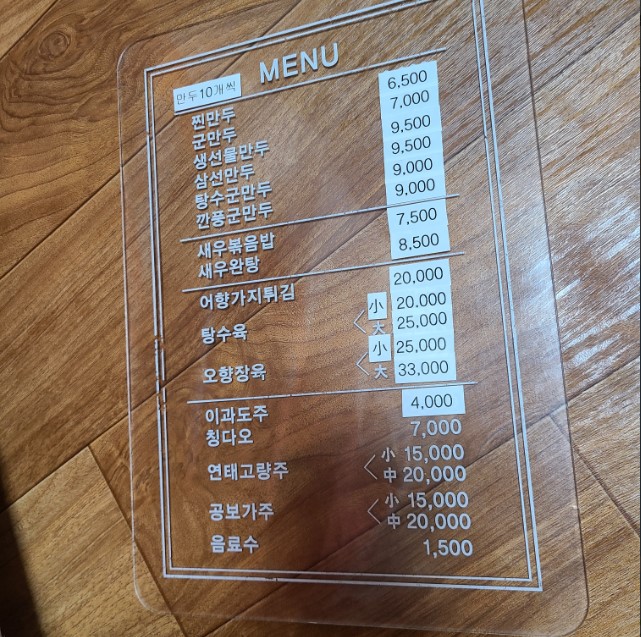 MENU
만두10개씩
찐만두 6,500
군만두 7,000
생선물만두 9,500
삼선만두 9,500
탕수군만두 9,000
깐풍군만두 9,000
새우볶음밥 7,500
새우완탕 8,500
어향가지튀김 20,000
탕수육 小 20,000
大 25,000
오향장육 小 25,000
大 33,000
이과도주 4,000
칭다오 7,000
연태고량주 小 15,000
中 20,000
공보가주 小 15,000
中 20,000
음료수 1,500